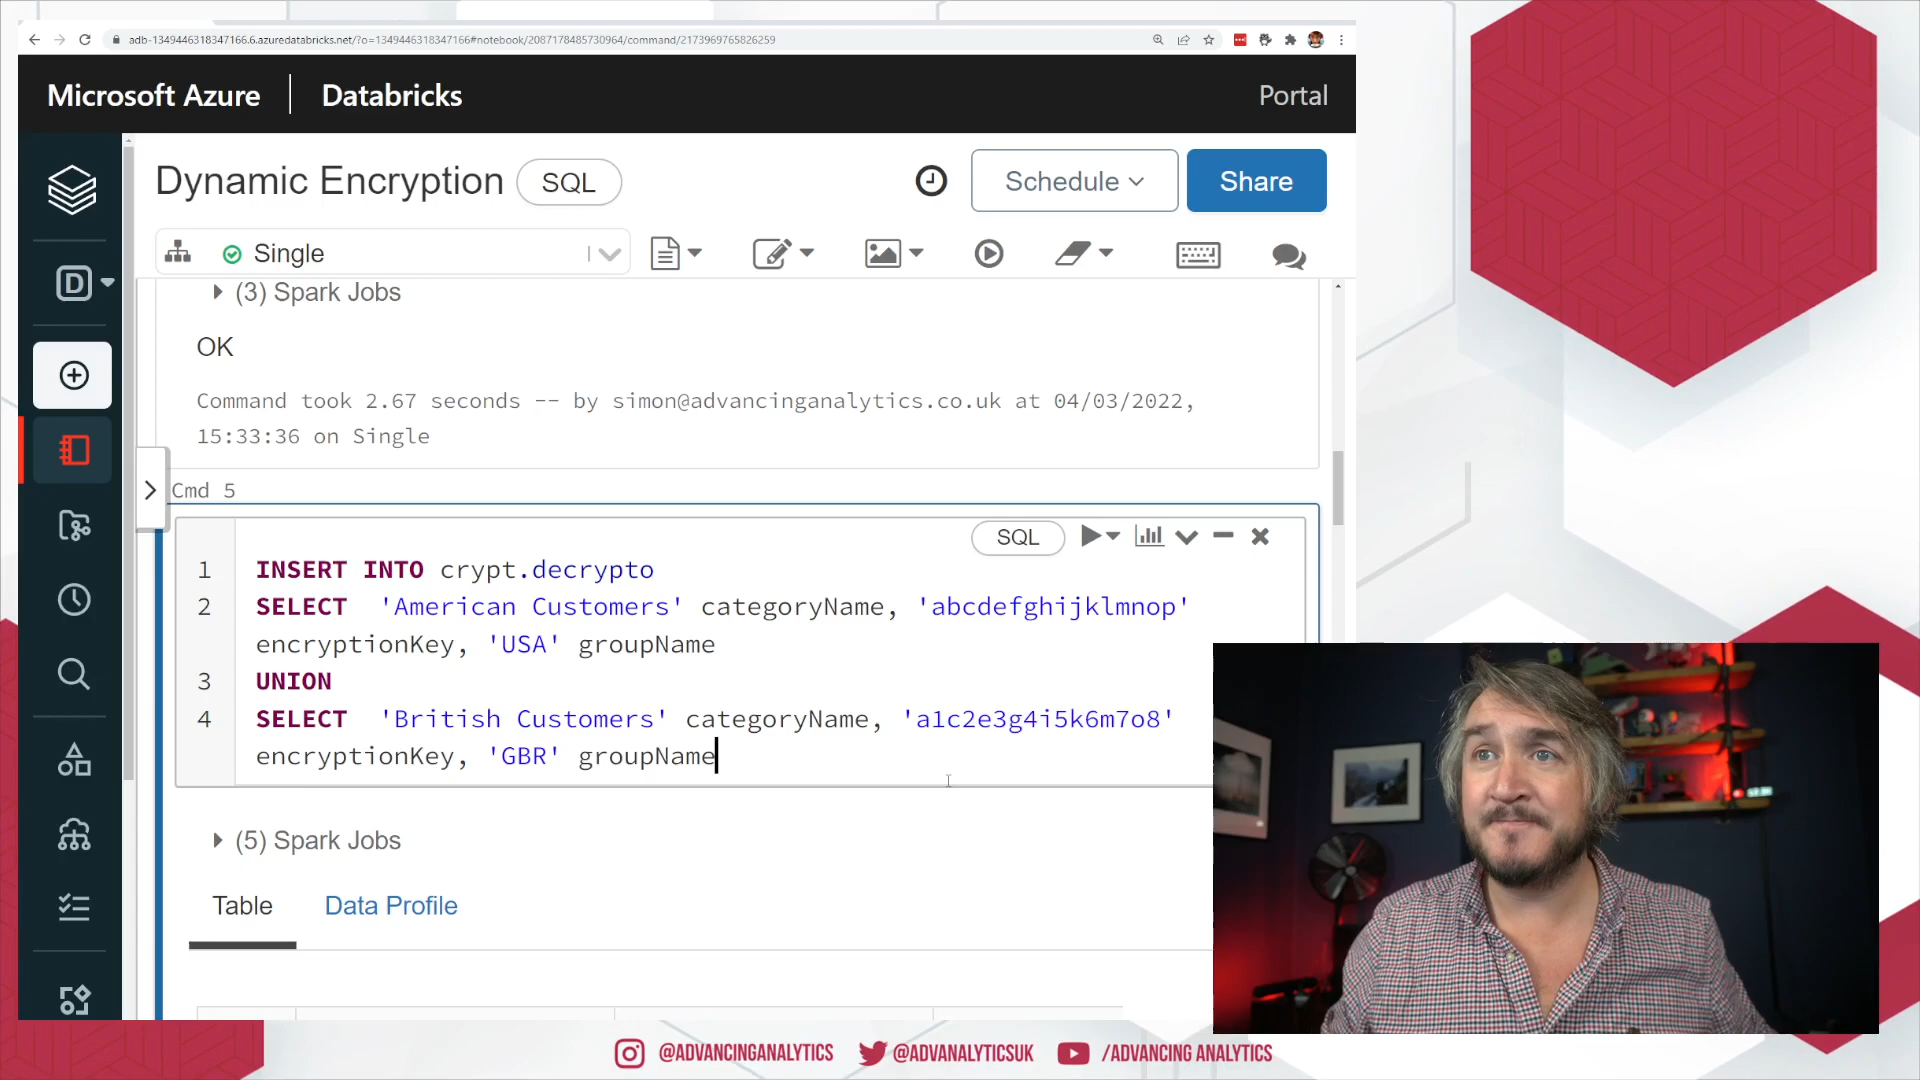 adb-1349446318347166.6.azuredatabricks.net/?o=1349446318347166#notebook/2087178485730964/command/2173969765826259
Microsoft Azure | Databricks
Portal
Dynamic Encryption
SQL
Schedule
Share
D
Single
(3) Spark Jobs
OK
Command took 2.67 seconds -- by simon@advancinganalytics.co.uk at 04/03/2022,
15:33:36 on Single
Cmd 5
SQL
1 INSERT INTO crypt.decrypto
2 SELECT 'American Customers' categoryName, 'abcdefghijklmnop'
encryptionKey, 'USA' groupName
3 UNION
4 SELECT 'British Customers' categoryName, 'a1c2e3g4i5k6m7o8'
encryptionKey, 'GBR' groupName
(5) Spark Jobs
Table
Data Profile
@ADVANCINGANALYTICS
@ADVANALYTICSUK
/ADVANCING ANALYTICS